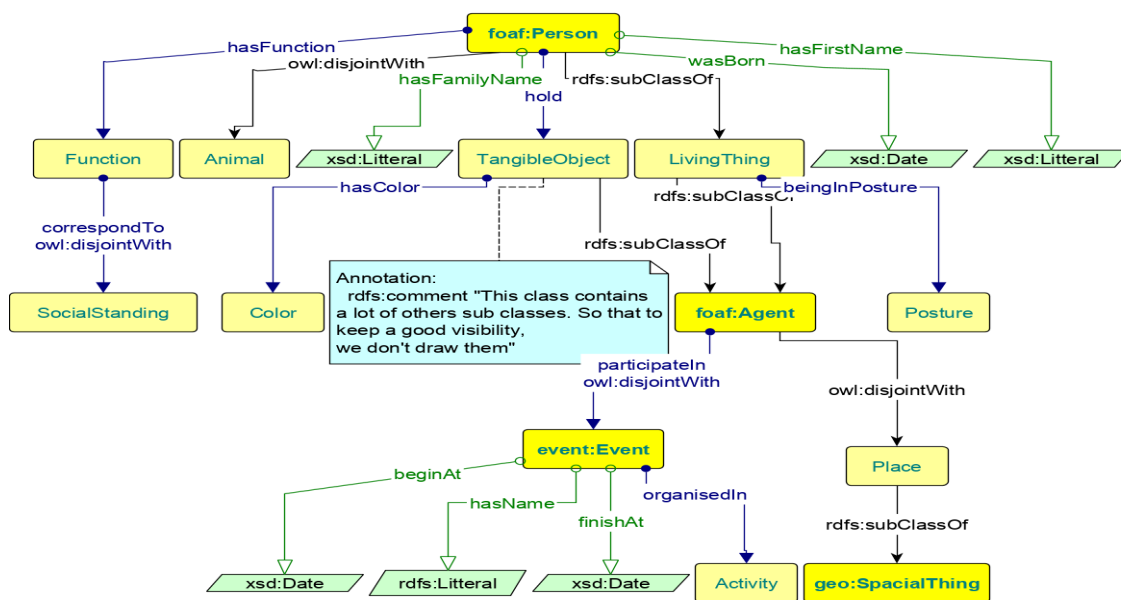 foaf:Person
hasFunction
hasFirstName
owl:disjointWith
wasBorn
hasFamilyName
rdfs:subClassOf
hold
Function
Animal
xsd:Litteral
TangibleObject
LivingThing
xsd:Date
xsd:Litteral
hasColor
beingInPosture
rdfs:subClassOf
correspondTo
owl:disjointWith
rdfs:subClassOf
Annotation:
rdfs:comment "This class contains
a lot of others sub classes. So that to
keep a good visibility,
we don't draw them"
SocialStanding
Color
foaf:Agent
Posture
participateIn
owl:disjointWith
owl:disjointWith
event:Event
Place
beginAt
hasName
organisedIn
finishAt
rdfs:subClassOf
xsd:Date
rdfs:Litteral
xsd:Date
Activity
geo:SpacialThing